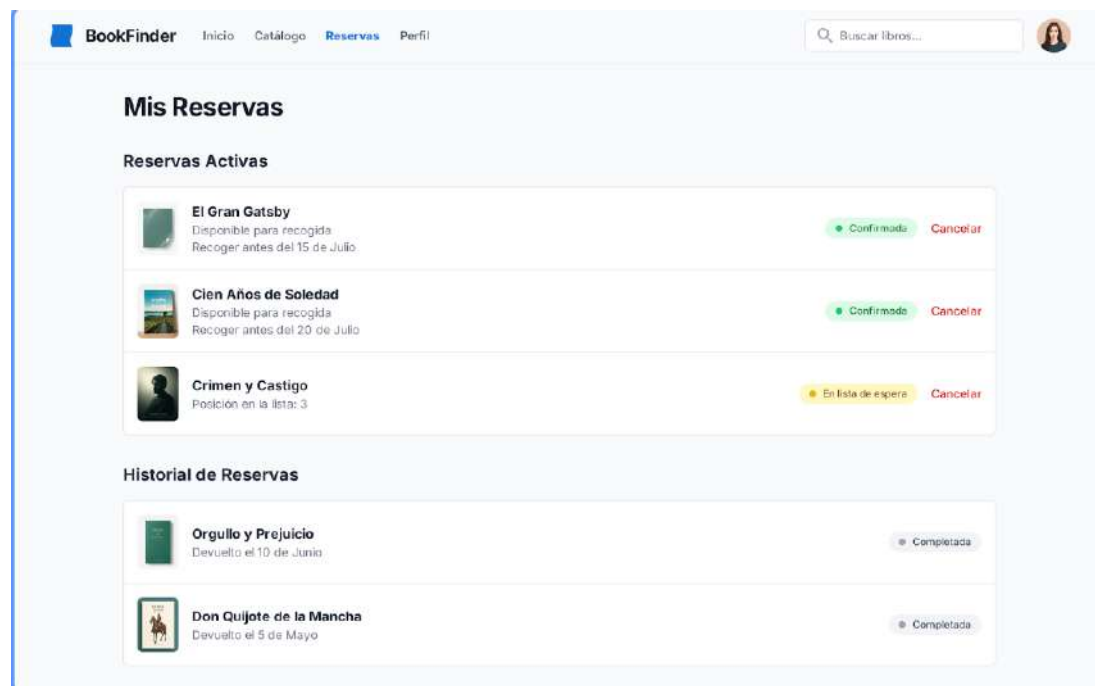 BookFinder Inicio Catálogo Reservas Perfil Buscar libros...
Mis Reservas
Reservas Activas
El Gran Gatsby
Disponible para recogida
Recoger antes del 15 de Julio
Confirmada Cancelar
Cien Años de Soledad
Disponible para recogida
Recoger antes del 20 de Julio
Confirmada Cancelar
Crimen y Castigo
Posición en la lista: 3
En lista de espera Cancelar
Historial de Reservas
Orgullo y Prejuicio
Devuelto el 10 de Junio
Completada
Don Quijote de la Mancha
Devuelto el 5 de Mayo
Completada